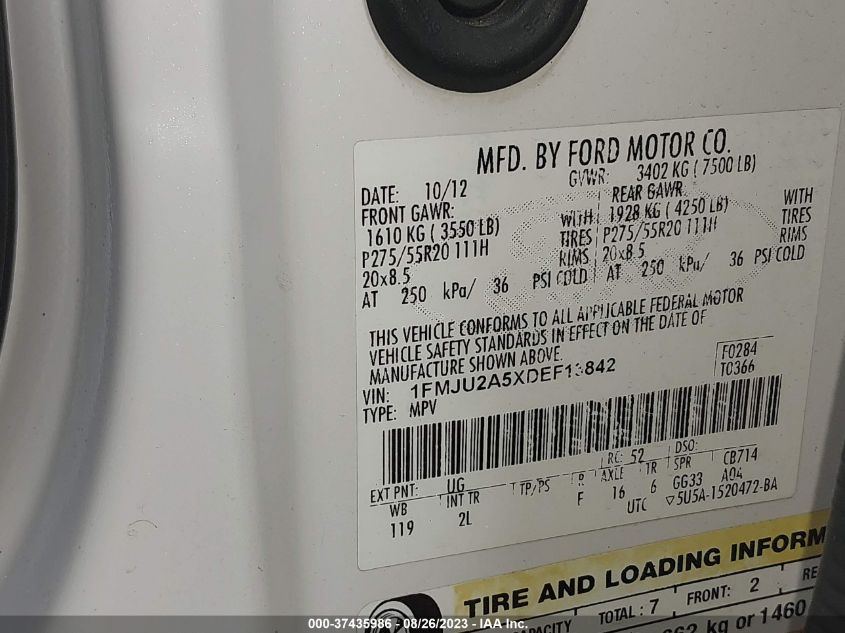 MFD. BY FORD MOTOR CO.
DATE: 10/12 GVWR: 3402 KG ( 7500 LB)
FRONT GAWR: REAR GAWR
1610 KG ( 3550 LB) WITH 1928 KG ( 4250 LB) WITH
P275/55R20 111H TIRES P275/55R20 111H TIRES
20x8.5 RIMS 20x8.5 RIMS
AT 250 kPa/ 36 PSI COLD AT 250 kPa/ 36 PSI COLD
THIS VEHICLE CONFORMS TO ALL APPLICABLE FEDERAL MOTOR
VEHICLE SAFETY STANDARDS IN EFFECT ON THE DATE OF
MANUFACTURE SHOWN ABOVE.
VIN: 1FMJU2A5XDEF13842 F0284
TYPE: MPV T0366
EXT PNT: UG RC: 52 DSO:
WB INT TR TP/PS R AXLE TR SPR CB714
119 2L F 16 6 GG33 A04
UTC ▽5U5A-1520472-BA
TIRE AND LOADING INFORM
CAPACITY TOTAL : 7 FRONT: 2 RE
kg or 1460
000-37435986 - 08/26/2023 -